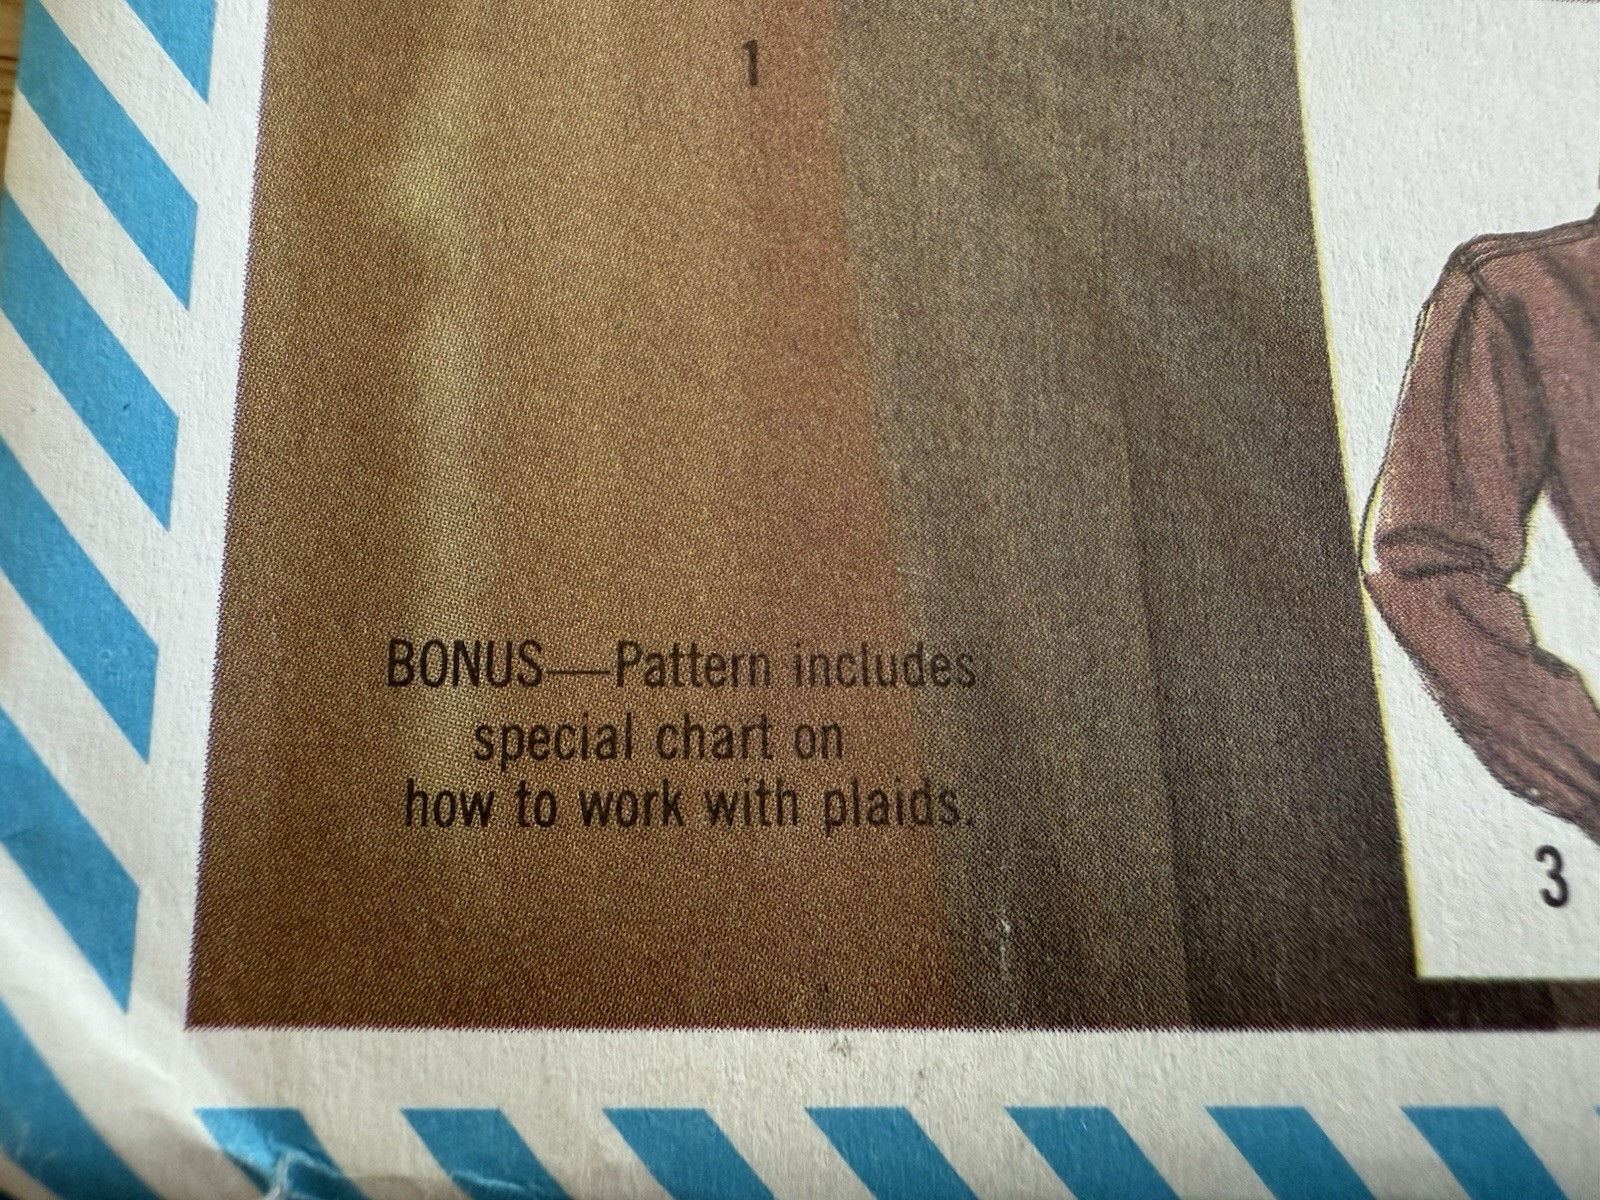 1
BONUS—Pattern includes
special chart on
how to work with plaids.
3